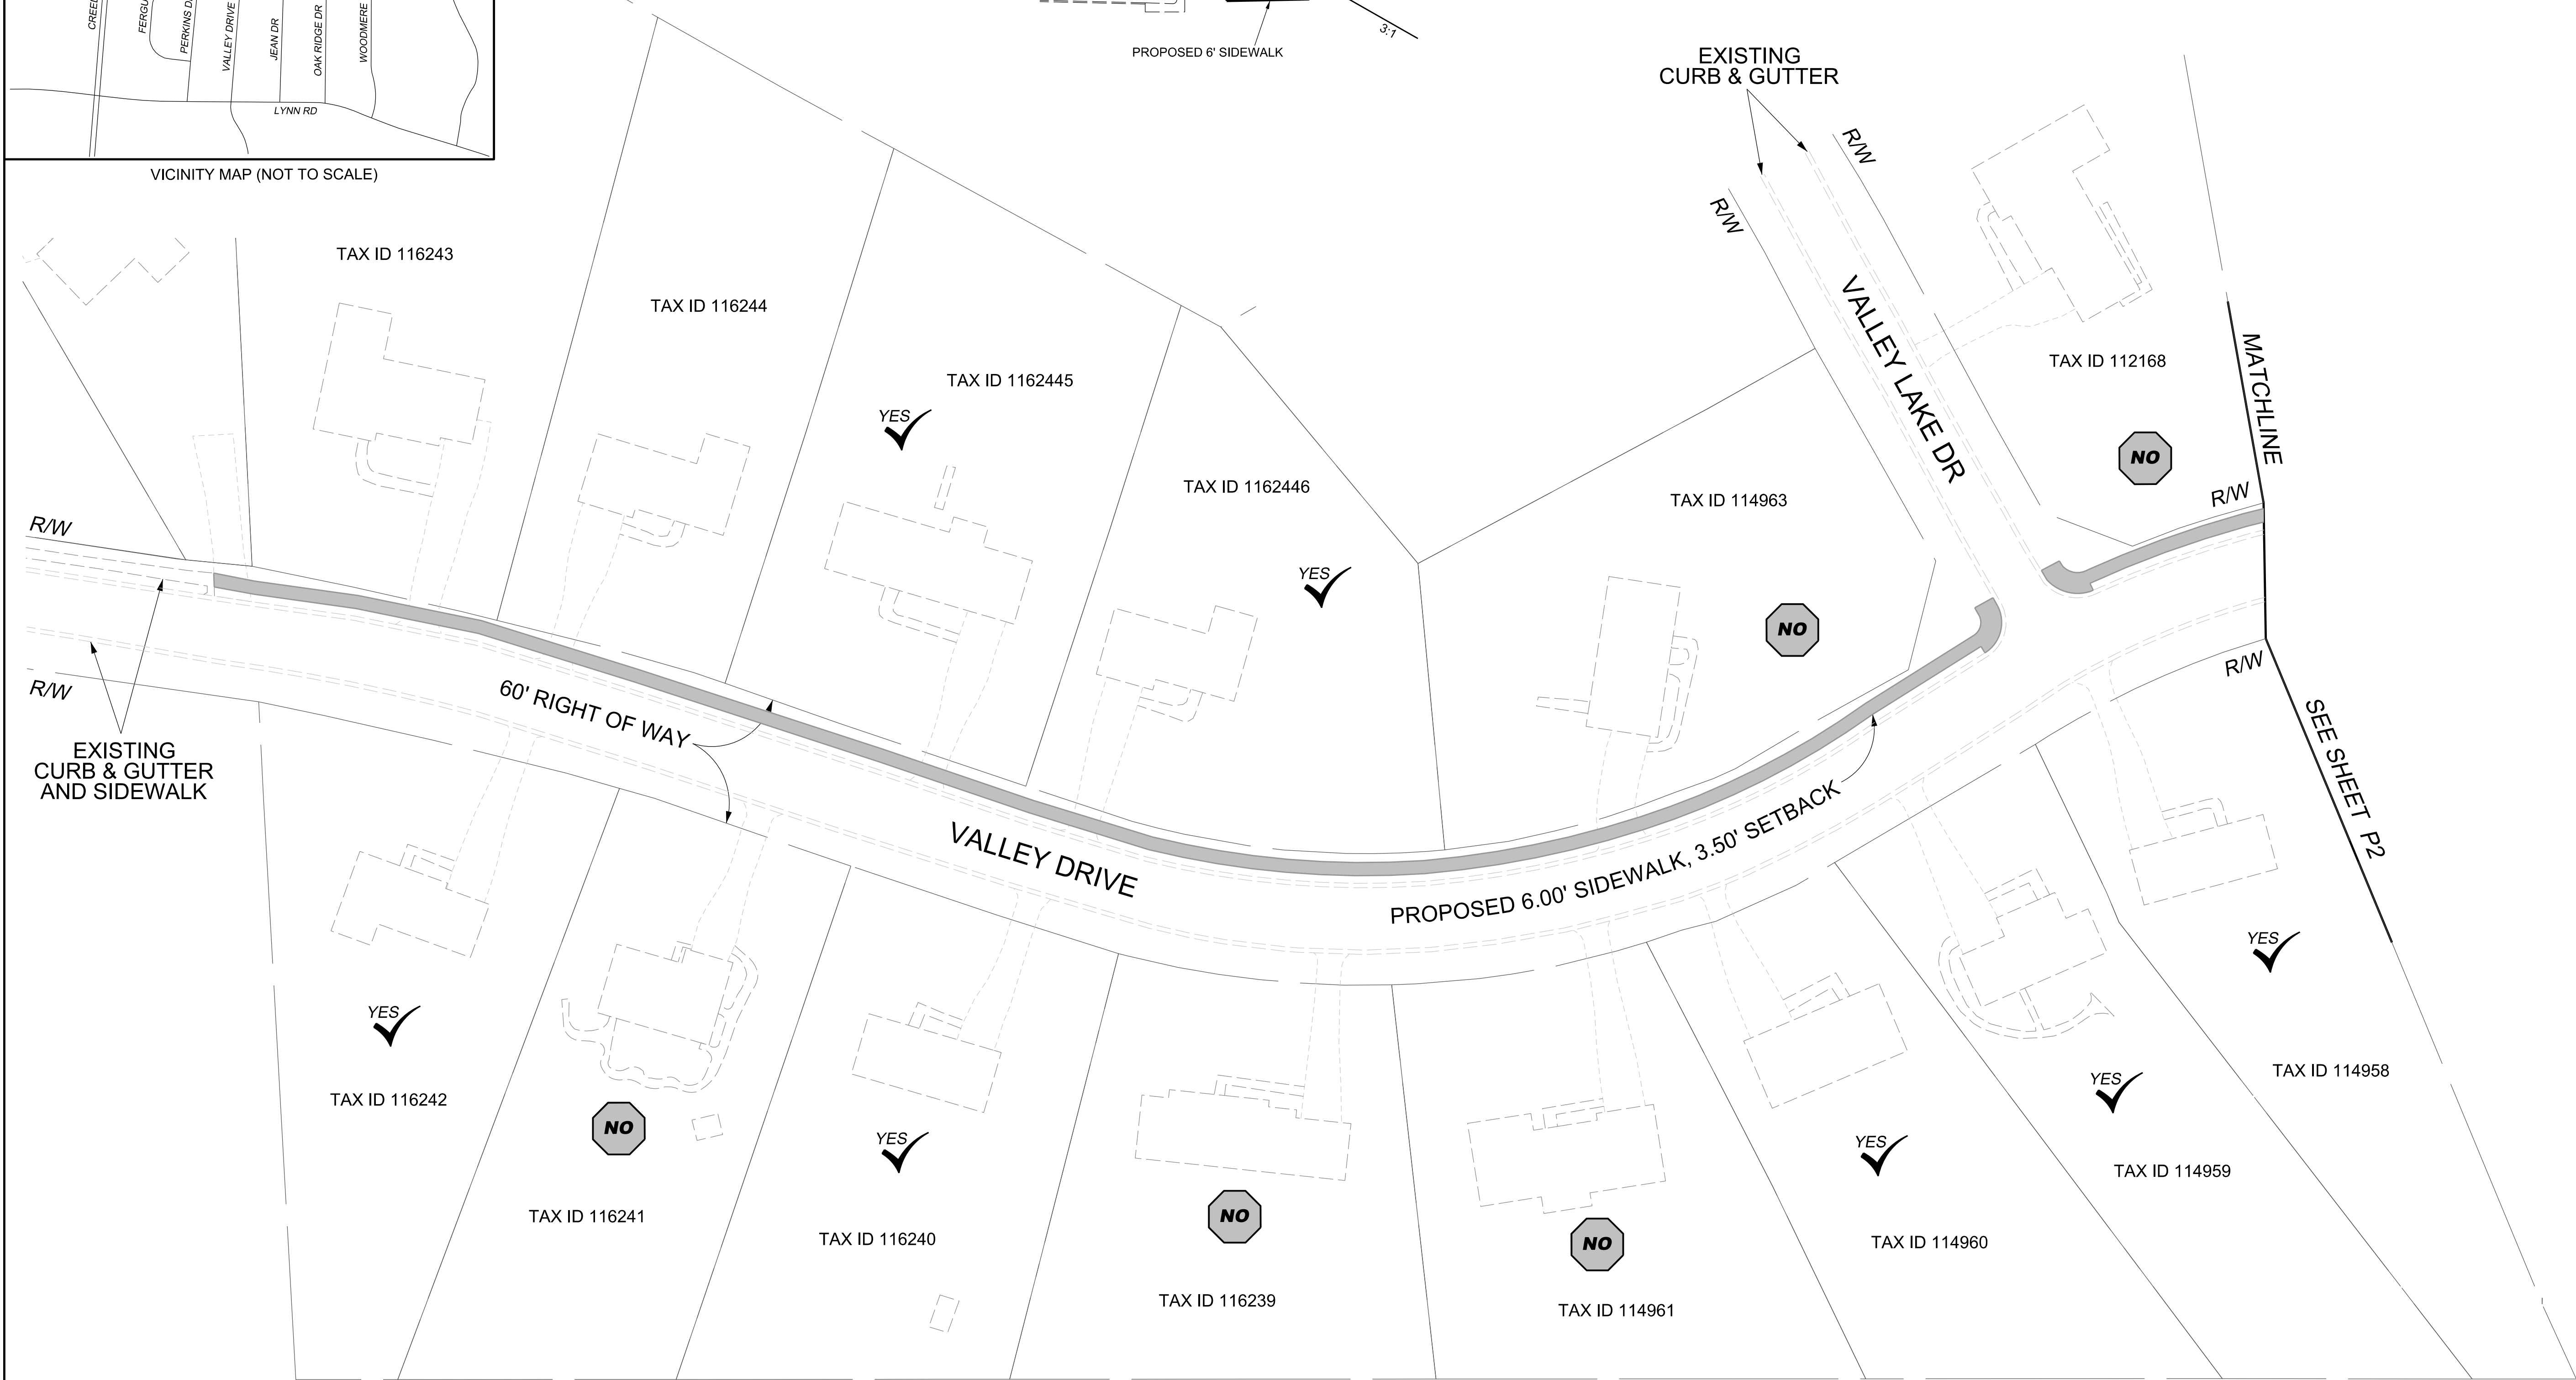 PERKINS D
VALLEY DRIVE
JEAN DR
OAK RIDGE DR
WOODMERE
LYNN RD
VICINITY MAP (NOT TO SCALE)
PROPOSED 6' SIDEWALK
3:1
EXISTING
CURB & GUTTER
R/W
R/W
VALLEY LAKE DR
TAX ID 116243
TAX ID 116244
TAX ID 1162445
YES
TAX ID 1162446
YES
TAX ID 114963
NO
TAX ID 112168
NO
MATCHLINE
R/W
R/W
R/W
60' RIGHT OF WAY
EXISTING
CURB & GUTTER
AND SIDEWALK
VALLEY DRIVE
PROPOSED 6.00' SIDEWALK, 3.50' SETBACK
R/W
SEE SHEET P2
YES
TAX ID 116242
NO
TAX ID 116241
YES
TAX ID 116240
NO
TAX ID 116239
NO
TAX ID 114961
YES
TAX ID 114960
YES
TAX ID 114959
YES
TAX ID 114958